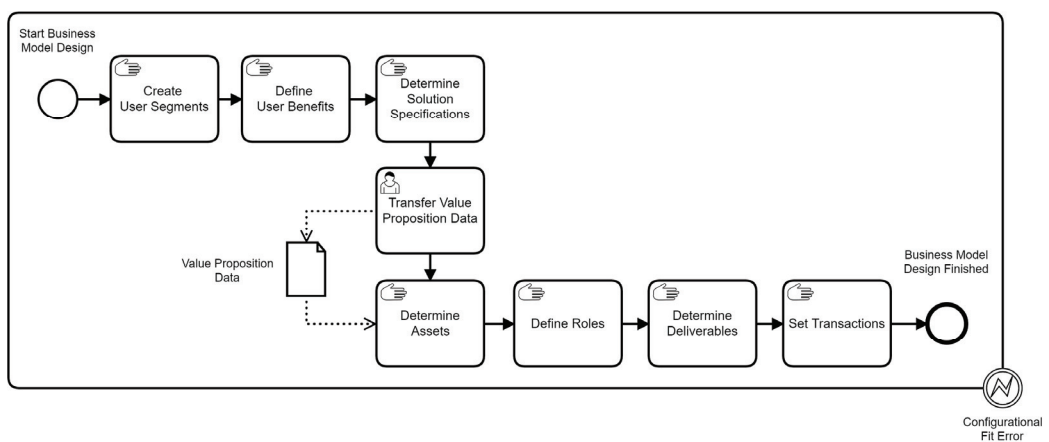 Start Business
Model Design
Create
User Segments
Define
User Benefits
Determine
Solution
Specifications
Transfer Value
Proposition Data
Value Proposition
Data
Determine
Assets
Define Roles
Determine
Deliverables
Set Transactions
Business Model
Design Finished
Configurational
Fit Error